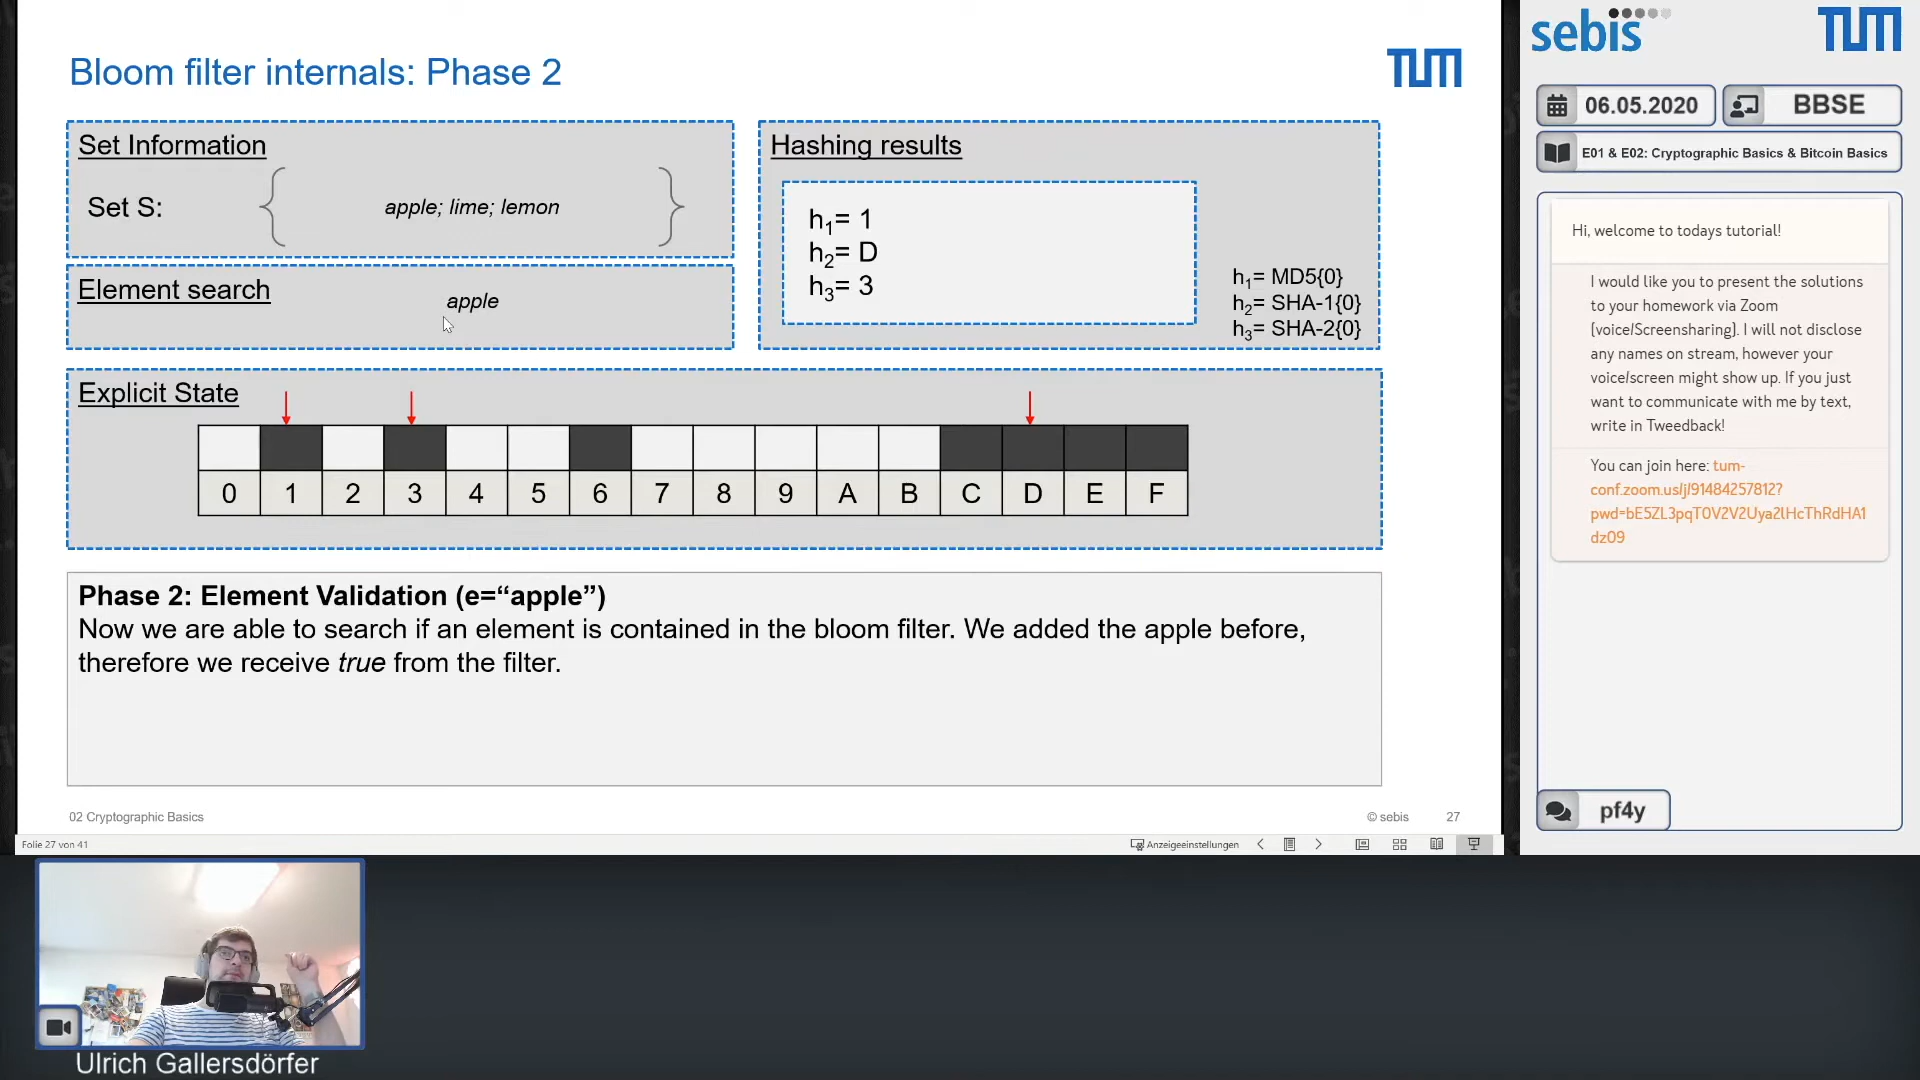 Bloom filter internals: Phase 2
TUM
Set Information
Set S:
apple; lime; lemon
Element search
apple
Hashing results
h1= 1
h2= D
h3= 3
h1= MD5{0}
h2= SHA-1{0}
h3= SHA-2{0}
Explicit State
0 1 2 3 4 5 6 7 8 9 A B C D E F
Phase 2: Element Validation (e=“apple”)
Now we are able to search if an element is contained in the bloom filter. We added the apple before,
therefore we receive true from the filter.
02 Cryptographic Basics
© sebis 27
Folie 27 von 41
Anzeigeeinstellungen
sebis
TUM
06.05.2020
BBSE
E01 & E02: Cryptographic Basics & Bitcoin Basics
Hi, welcome to todays tutorial!
I would like you to present the solutions
to your homework via Zoom
(voice/Screensharing). I will not disclose
any names on stream, however your
voice/screen might show up. If you just
want to communicate with me by text,
write in Tweedback!
You can join here: tum-
conf.zoom.us/j/91484257812?
pwd=bE5ZL3pqT0V2V2Uya2lHcThRdHA1
dz09
pf4y
Ulrich Gallersdörfer